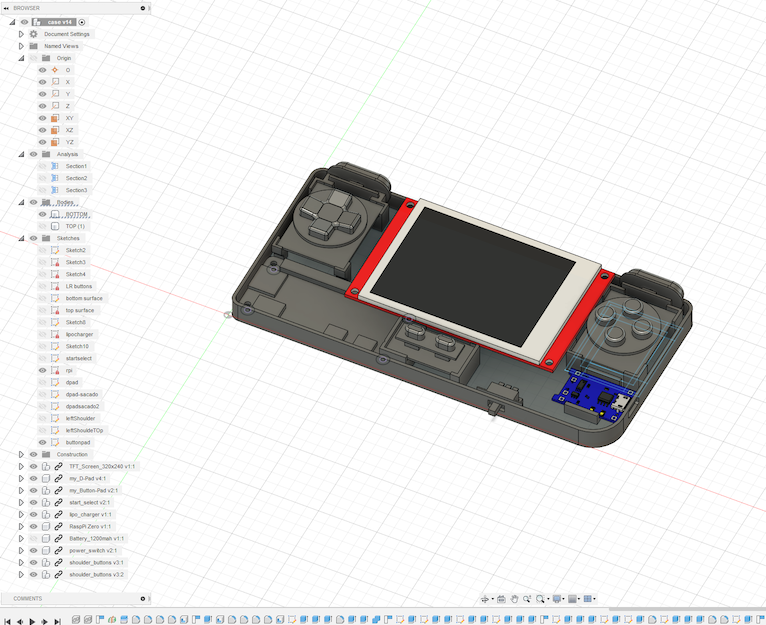 BROWSER
case v14
Document Settings
Named Views
Origin
O
X
Y
Z
XY
XZ
YZ
Analysis
Section1
Section2
Section3
Bodies
BOTTOM
TOP (1)
Sketches
Sketch2
Sketch3
Sketch4
LR buttons
bottom surface
top surface
Sketch8
lipocharger
Sketch10
startselect
rpi
dpad
dpad-sacado
dpadsacado2
leftShoulder
leftShoulderTOp
buttonpad
Construction
TFT_Screen_320x240 v1:1
my_D-Pad v4:1
my_Button-Pad v2:1
start_select v2:1
lipo_charger v1:1
RaspPiZero v1:1
Battery_1200mah v1:1
power_switch v2:1
shoulder_buttons v3:1
shoulder_buttons v3:2
COMMENTS